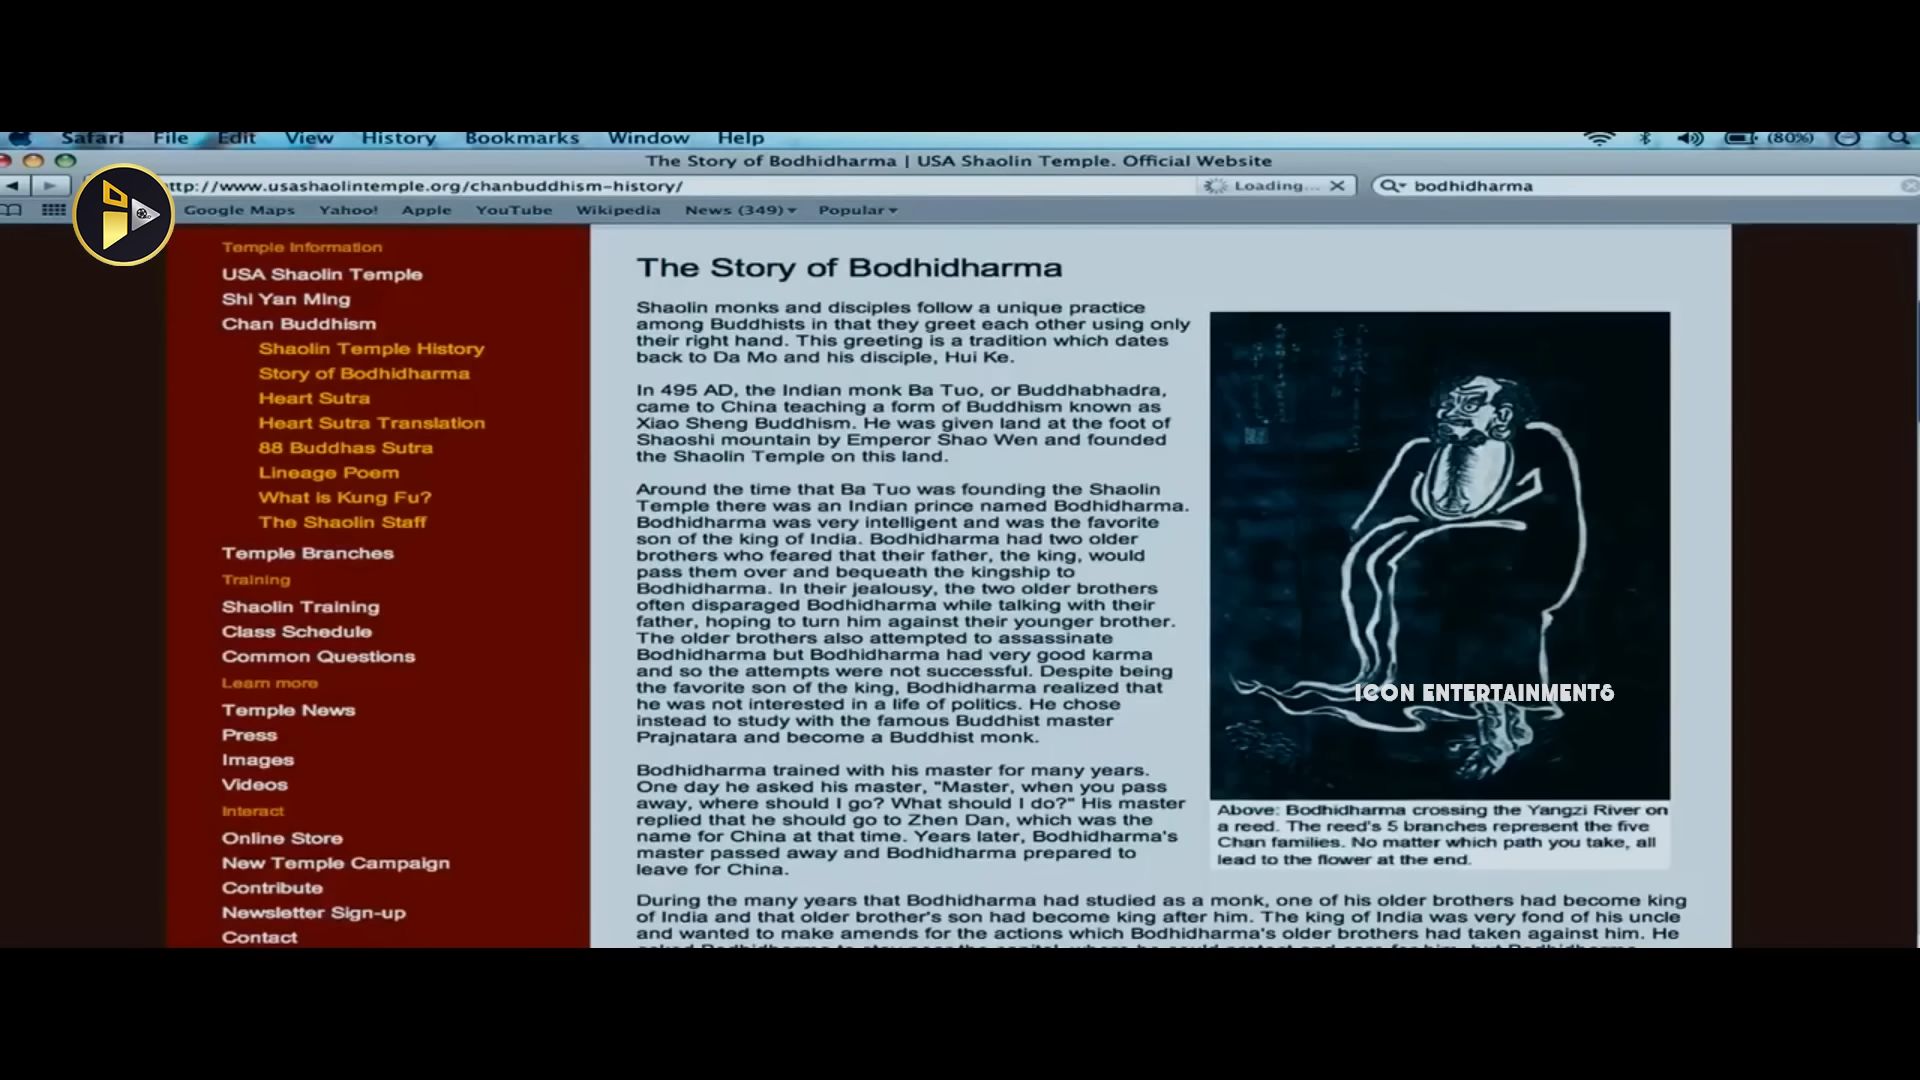 Safari File Edit View History Bookmarks Window Help (80%)
The Story of Bodhidharma | USA Shaolin Temple. Official Website
ttp://www.usashaolintemple.org/chanbuddhism-history/ Loading... bodhidharma
Google Maps Yahoo! Apple YouTube Wikipedia News (349) Popular
Temple Information
USA Shaolin Temple
Shi Yan Ming
Chan Buddhism
Shaolin Temple History
Story of Bodhidharma
Heart Sutra
Heart Sutra Translation
88 Buddhas Sutra
Lineage Poem
What is Kung Fu?
The Shaolin Staff
Temple Branches
Training
Shaolin Training
Class Schedule
Common Questions
Learn more
Temple News
Press
Images
Videos
Interact
Online Store
New Temple Campaign
Contribute
Newsletter Sign-up
Contact
The Story of Bodhidharma
Shaolin monks and disciples follow a unique practice
among Buddhists in that they greet each other using only
their right hand. This greeting is a tradition which dates
back to Da Mo and his disciple, Hui Ke.
In 495 AD, the Indian monk Ba Tuo, or Buddhabhadra,
came to China teaching a form of Buddhism known as
Xiao Sheng Buddhism. He was given land at the foot of
Shaoshi mountain by Emperor Shao Wen and founded
the Shaolin Temple on this land.
Around the time that Ba Tuo was founding the Shaolin
Temple there was an Indian prince named Bodhidharma.
Bodhidharma was very intelligent and was the favorite
son of the king of India. Bodhidharma had two older
brothers who feared that their father, the king, would
pass them over and bequeath the kingship to
Bodhidharma. In their jealousy, the two older brothers
often disparaged Bodhidharma while talking with their
father, hoping to turn him against their younger brother.
The older brothers also attempted to assassinate
Bodhidharma but Bodhidharma had very good karma
and so the attempts were not successful. Despite being
the favorite son of the king, Bodhidharma realized that
he was not interested in a life of politics. He chose
instead to study with the famous Buddhist master
Prajnatara and become a Buddhist monk.
Bodhidharma trained with his master for many years.
One day he asked his master, "Master, when you pass
away, where should I go? What should I do?" His master
replied that he should go to Zhen Dan, which was the
name for China at that time. Years later, Bodhidharma's
master passed away and Bodhidharma prepared to
leave for China.
ICON ENTERTAINMENTS
Above: Bodhidharma crossing the Yangzi River on
a reed. The reed's 5 branches represent the five
Chan families. No matter which path you take, all
lead to the flower at the end.
During the many years that Bodhidharma had studied as a monk, one of his older brothers had become king
of India and that older brother's son had become king after him. The king of India was very fond of his uncle
and wanted to make amends for the actions which Bodhidharma's older brothers had taken against him. He